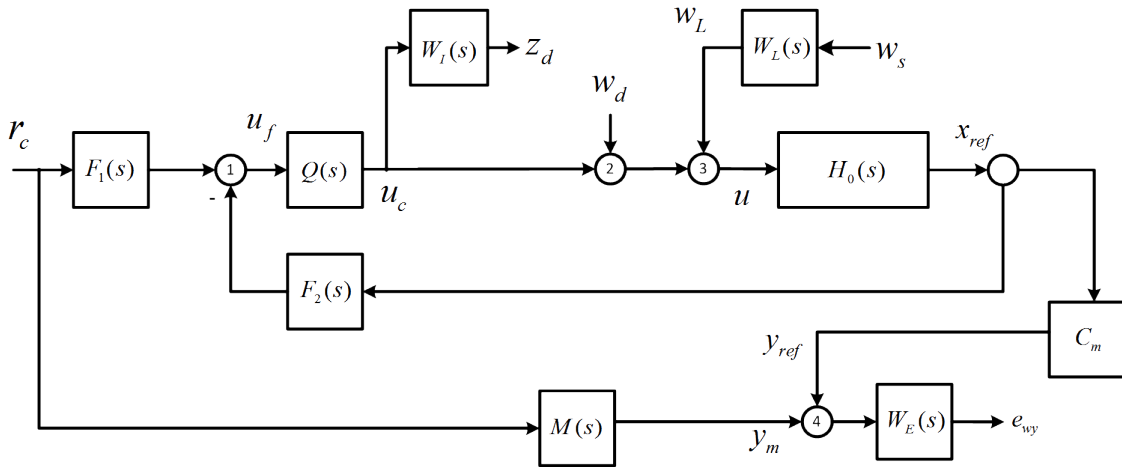 w_L
W_I(s)
z_d
W_L(s)
w_s
w_d
r_c
u_f
x_ref
F_1(s)
1
Q(s)
2
3
H_0(s)
-
u_c
u
F_2(s)
y_ref
C_m
M(s)
y_m
4
W_E(s)
e_wy